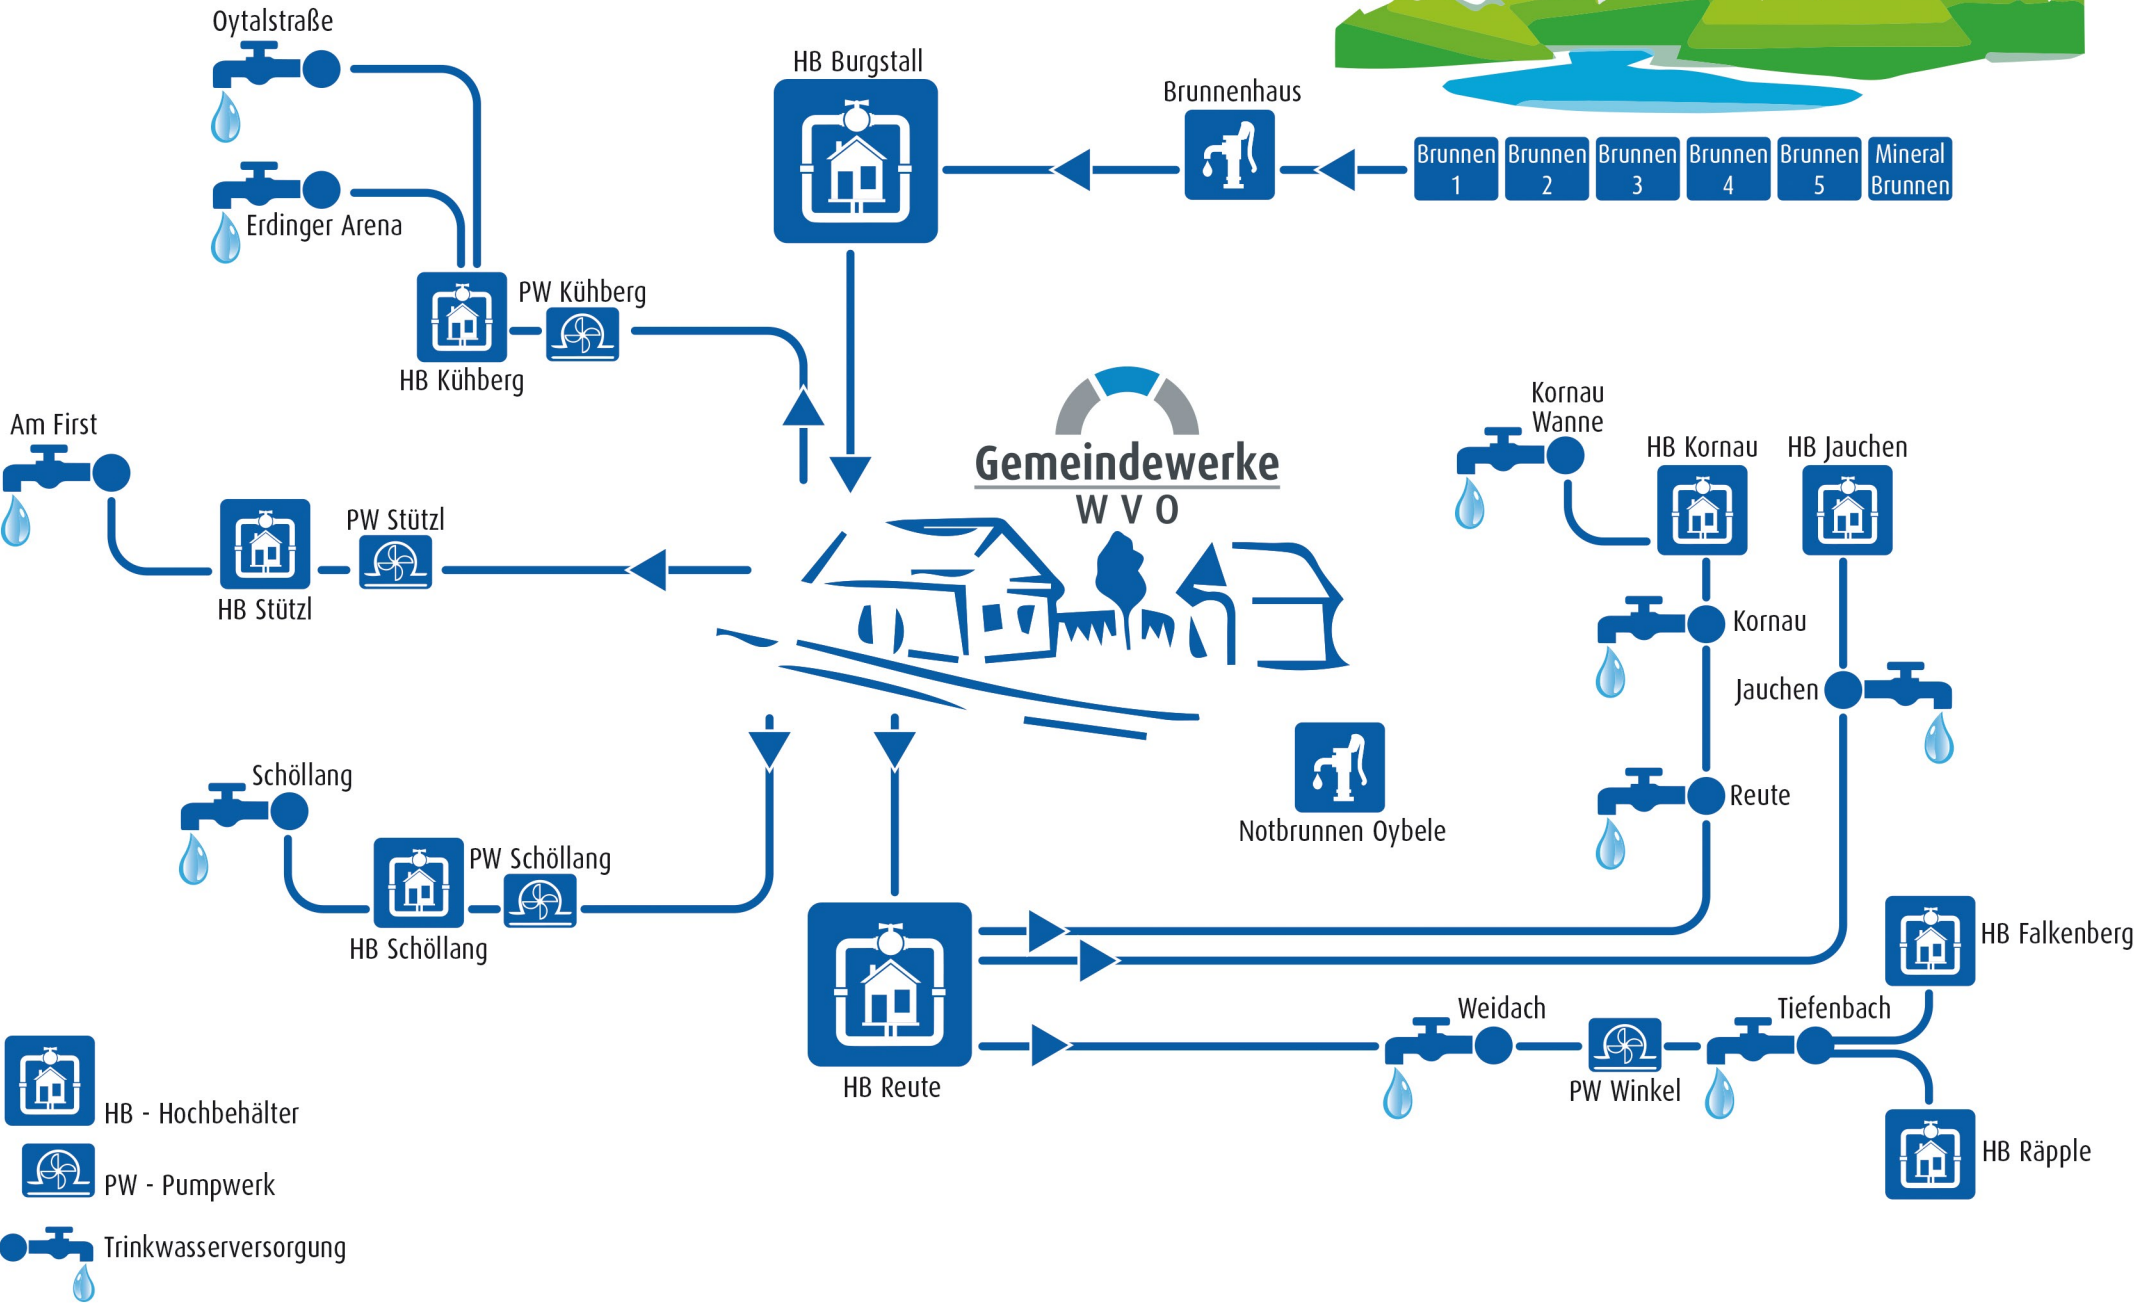 Oytalstraße
Erdinger Arena
HB Burgstall
Brunnenhaus
Brunnen
1
Brunnen
2
Brunnen
3
Brunnen
4
Brunnen
5
Mineral
Brunnen
PW Kühberg
HB Kühberg
Am First
PW Stützl
HB Stützl
Gemeindewerke
W V O
Kornau
Wanne
HB Kornau
HB Jauchen
Kornau
Jauchen
Reute
Notbrunnen Oybele
Schöllang
PW Schöllang
HB Schöllang
HB Reute
HB Falkenberg
Weidach
Tiefenbach
PW Winkel
HB Räpple
HB - Hochbehälter
PW - Pumpwerk
Trinkwasserversorgung